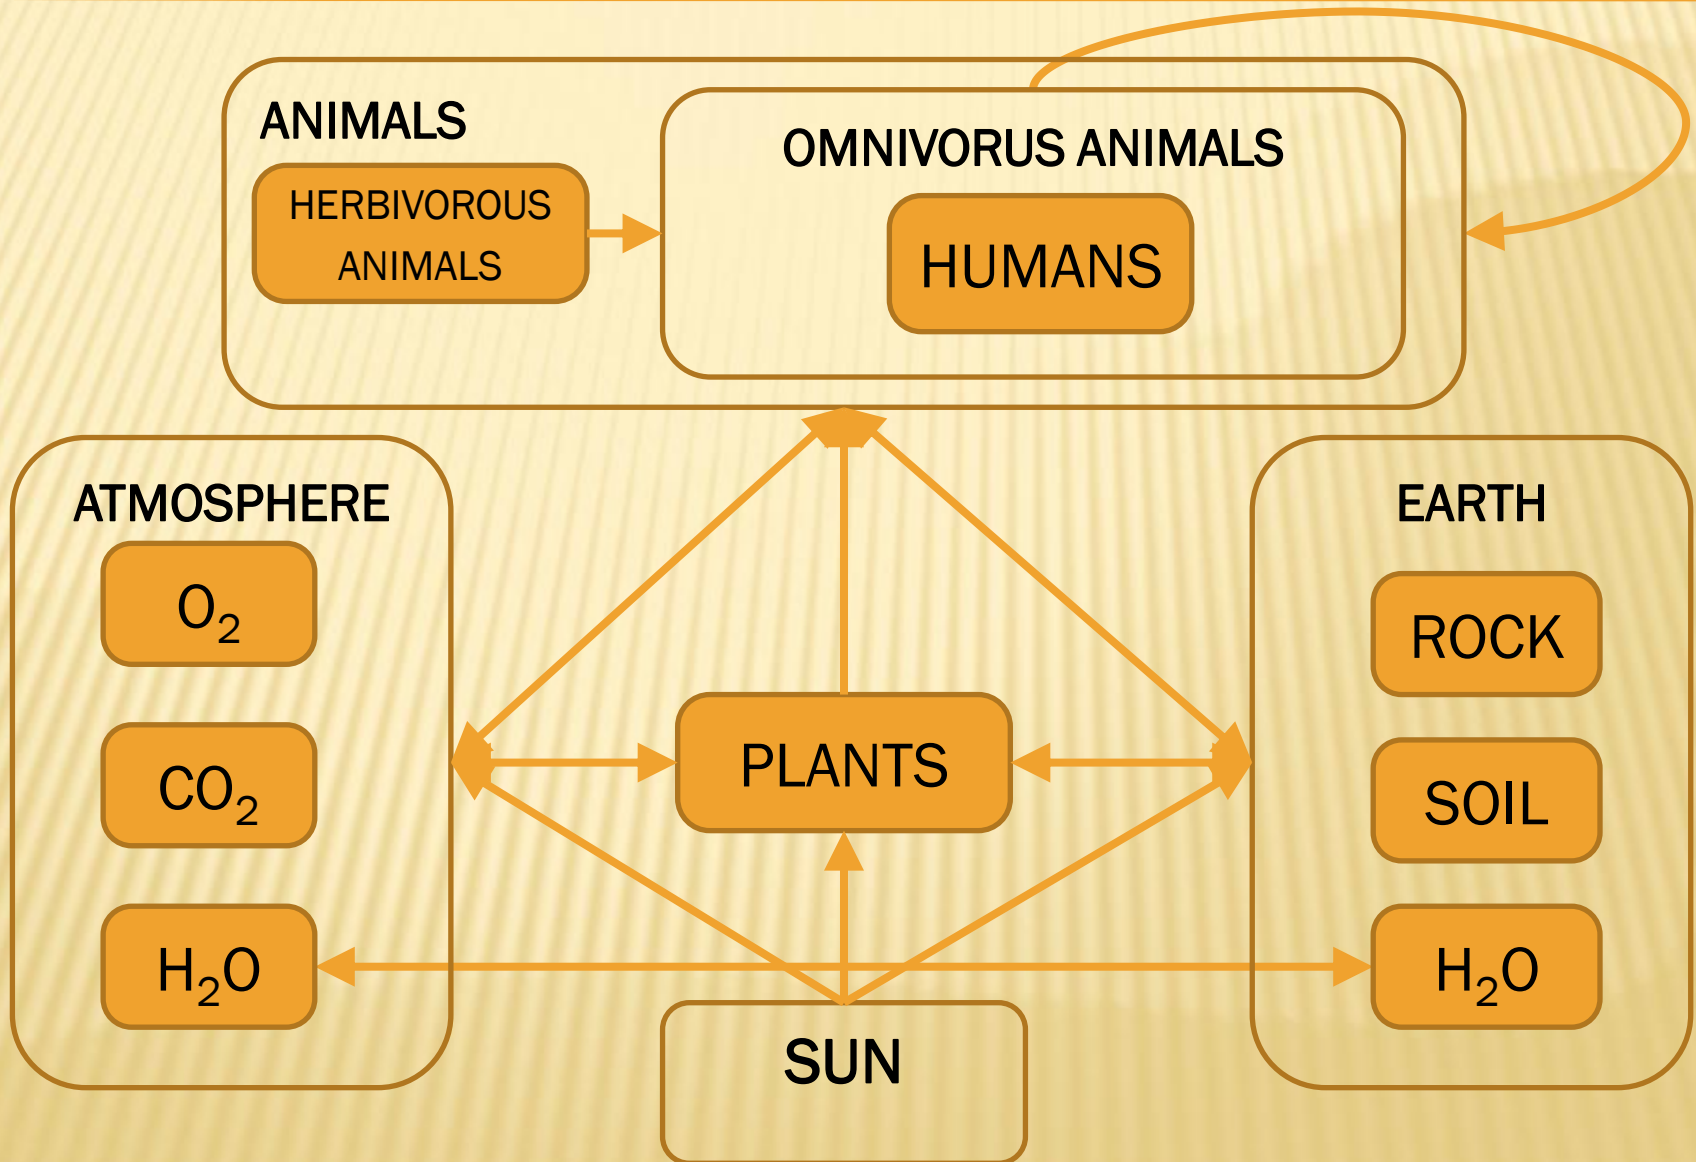 ANIMALS
HERBIVOROUS
ANIMALS
OMNIVORUS ANIMALS
HUMANS
ATMOSPHERE
O₂
CO₂
H₂O
PLANTS
EARTH
ROCK
SOIL
H₂O
SUN